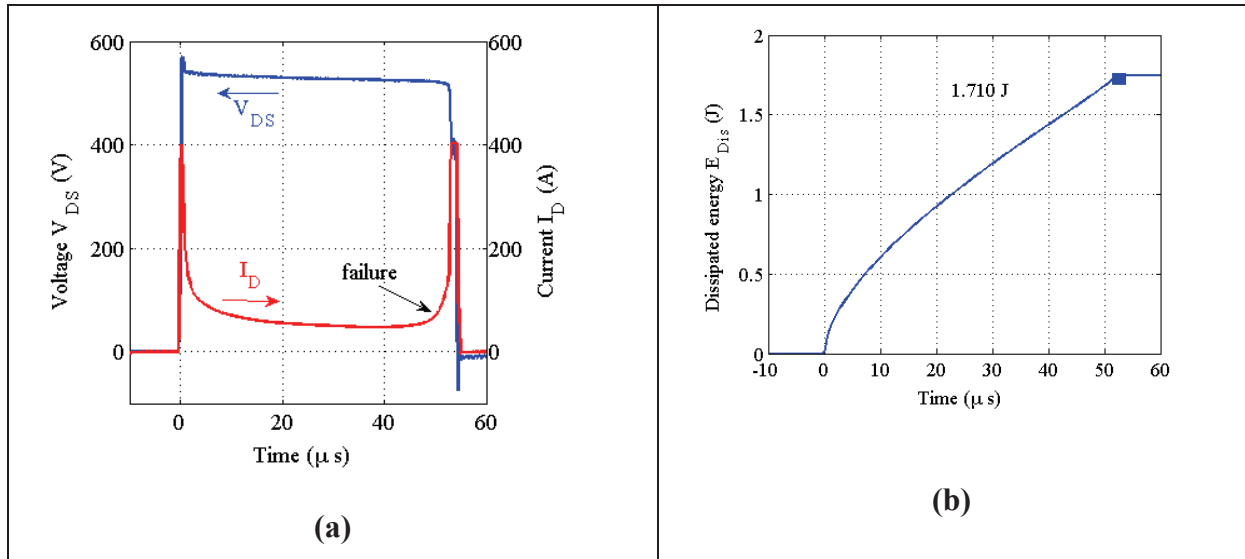 600
400
200
0
Voltage V DS (V)
600
400
200
0
Current I D (A)
V DS
I D
failure
0 20 40 60
Time (μ s)
(a)
2
1.5
1
0.5
0
Dissipated energy E Dis (J)
1.710 J
-10 0 10 20 30 40 50 60
Time (μ s)
(b)